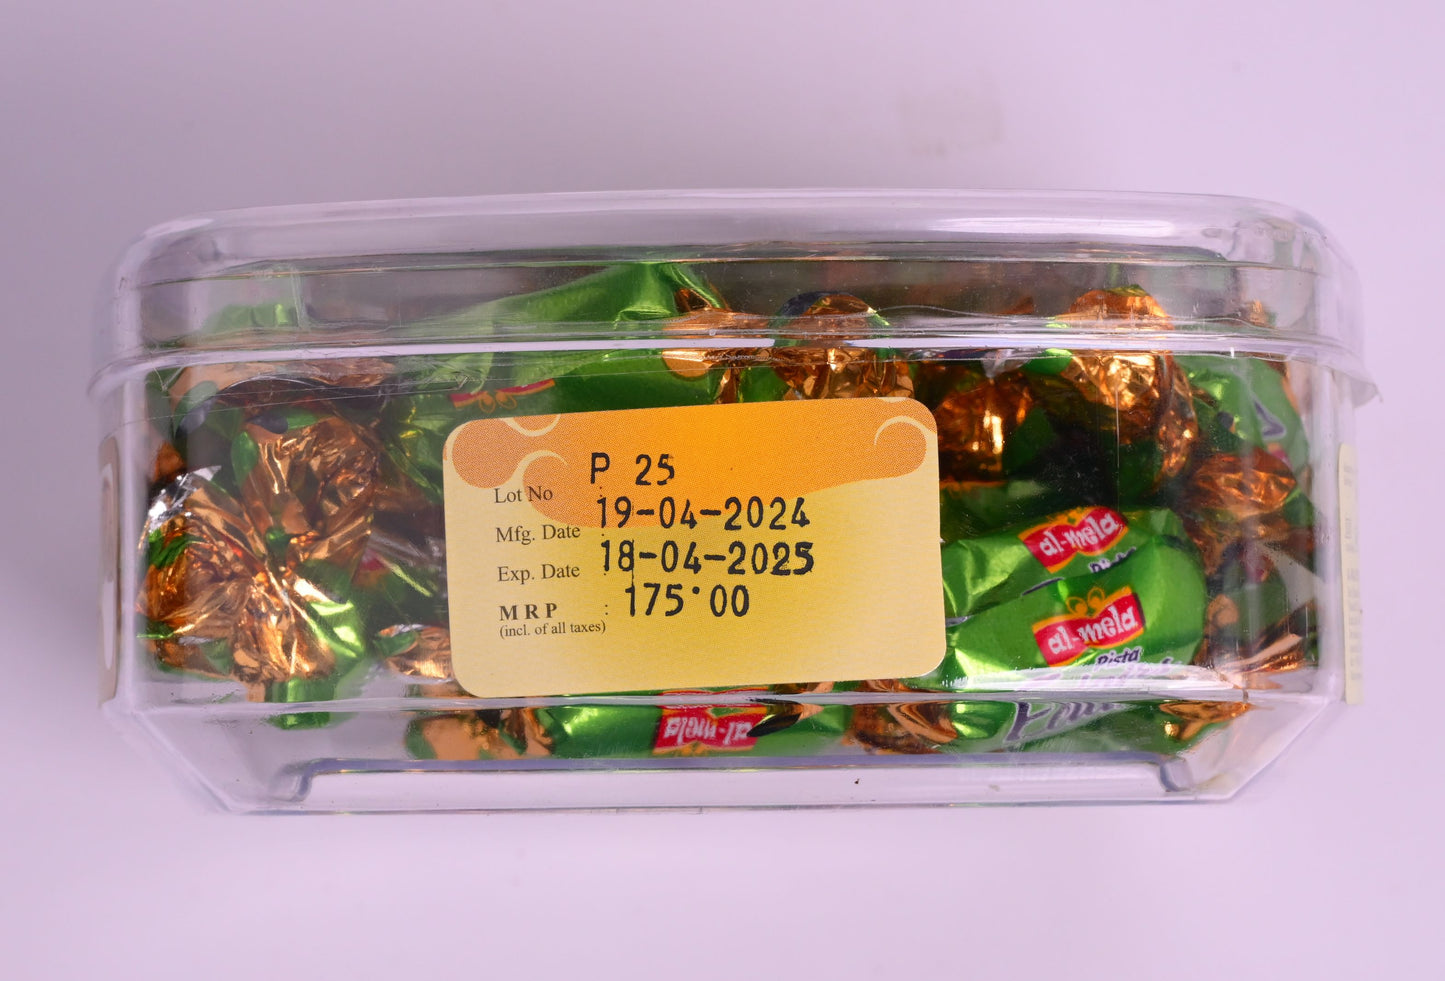 P 25
Lot No :
19-04-2024
Mfg. Date :
18-04-2025
Exp. Date :
175.00
M R P :
(incl. of all taxes)
al-mela
al-mela
Pista
al-mela